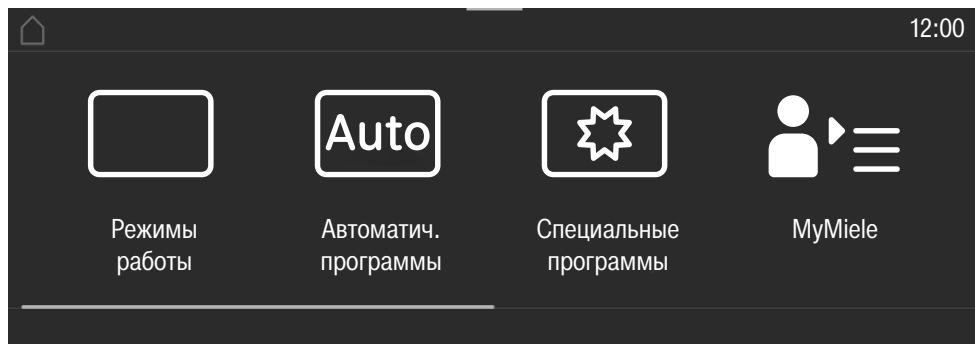 12:00
Auto
Режимы
работы
Автоматич.
программы
Специальные
программы
MyMiele